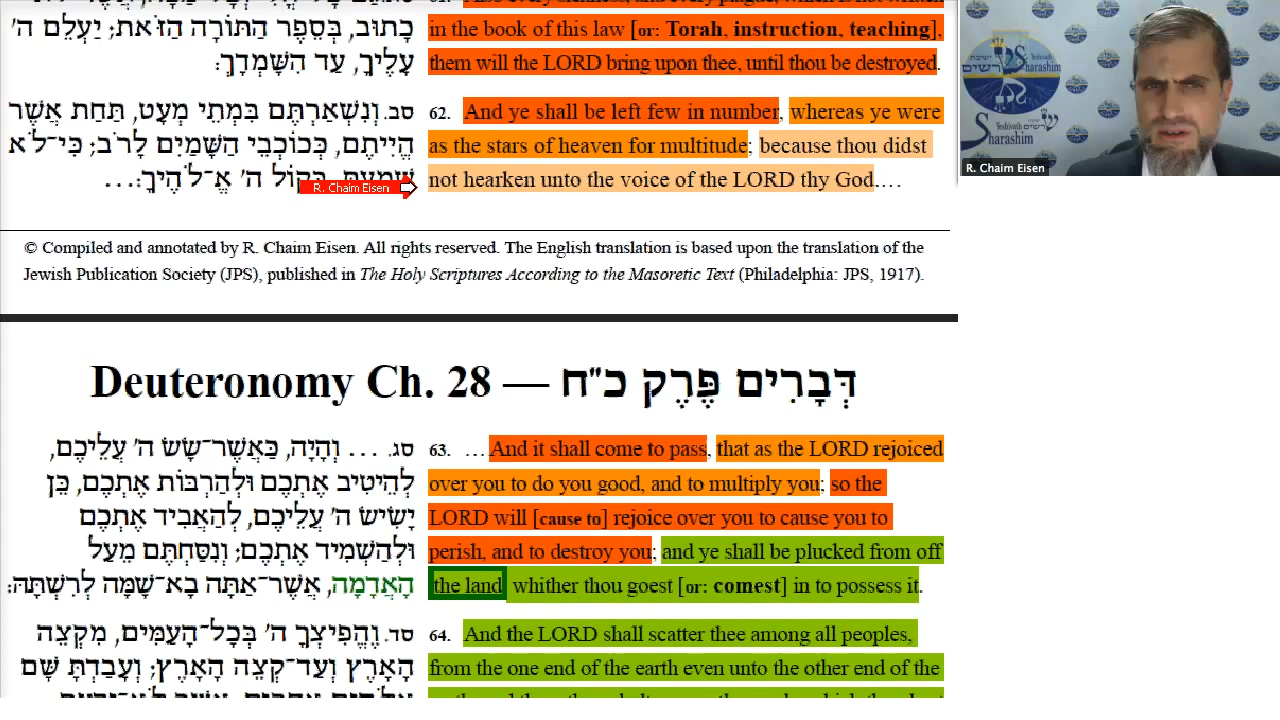 כָּתוּב, בְּסֵפֶר הַתּוֹרָה הַזֹּאת; יַעְלֵם ה'
עָלֶיךָ, עַד הִשָּׁמְדָךְ:
in the book of this law [or: Torah, instruction, teaching],
them will the LORD bring upon thee, until thou be destroyed.
סב. וְנִשְׁאַרְתֶּם בִּמְתֵי מְעָט, תַּחַת אֲשֶׁר
הֱיִיתֶם, כְּכוֹכְבֵי הַשָּׁמַיִם לָרֹב; כִּי־לֹא
שָׁמַעְתָּ, בְּקוֹל ה' אֱ־לֹהֶיךָ:...
62. And ye shall be left few in number, whereas ye were
as the stars of heaven for multitude; because thou didst
not hearken unto the voice of the LORD thy God....
R. Chaim Eisen
© Compiled and annotated by R. Chaim Eisen. All rights reserved. The English translation is based upon the translation of the
Jewish Publication Society (JPS), published in The Holy Scriptures According to the Masoretic Text (Philadelphia: JPS, 1917).
Deuteronomy Ch. 28 — דְּבָרִים פֶּרֶק כ"ח
סג. ... וְהָיָה, כַּאֲשֶׁר־שָׂשׂ ה' עֲלֵיכֶם,
לְהֵיטִיב אֶתְכֶם וּלְהַרְבּוֹת אֶתְכֶם, כֵּן
יָשִׂישׂ ה' עֲלֵיכֶם, לְהַאֲבִיד אֶתְכֶם
וּלְהַשְׁמִיד אֶתְכֶם; וְנִסַּחְתֶּם מֵעַל
הָאֲדָמָה, אֲשֶׁר־אַתָּה בָא־שָׁמָּה לְרִשְׁתָּהּ:
63. ...And it shall come to pass, that as the LORD rejoiced
over you to do you good, and to multiply you; so the
LORD will [cause to] rejoice over you to cause you to
perish, and to destroy you; and ye shall be plucked from off
the land whither thou goest [or: comest] in to possess it.
סד. וֶהֱפִיצְךָ ה' בְּכָל־הָעַמִּים, מִקְצֵה
הָאָרֶץ וְעַד־קְצֵה הָאָרֶץ; וְעָבַדְתָּ שָּׁם
64. And the LORD shall scatter thee among all peoples,
from the one end of the earth even unto the other end of the
Yeshivath
Sharashim
ישיבת
שרשים
Yeshivath
Sharashim
שרשים
R. Chaim Eisen